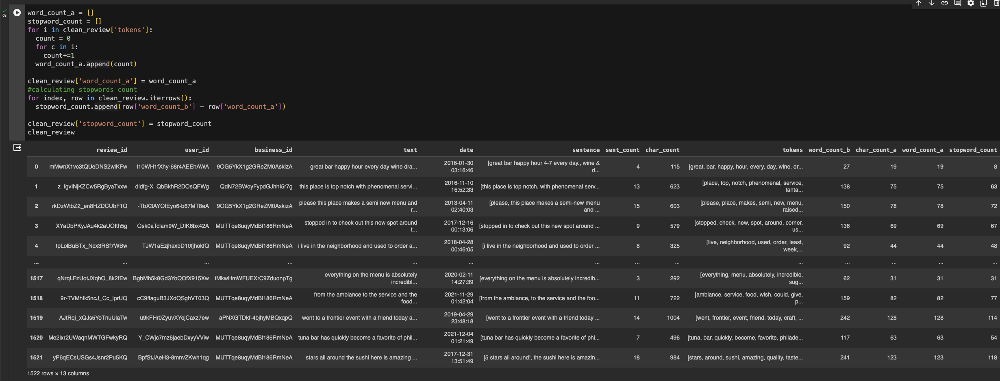 word_count_a = []
stopword_count = []
for i in clean_review['tokens']:
  count = 0
  for c in i:
    count+=1
  word_count_a.append(count)
clean_review['word_count_a'] = word_count_a
#calculating stopwords count
for index, row in clean_review.iterrows():
  stopword_count.append(row['word_count_b'] - row['word_count_a'])
clean_review['stopword_count'] = stopword_count
clean_review
0s
review_id user_id business_id text date sentence sent_count char_count tokens word_count_b char_count_a word_count_a stopword_count
0 mMwnX1vc3tQUeDNS2wiKFw f10WH1fXhy-68r4AEEhAWA 9OG5YkX1g2GReZM0AskizA great bar happy hour every day wine dra... 2016-01-30 03:16:46 [great bar happy hour 4-7 every day., wine & d... 4 115 [great, bar, happy, hour, every, day, wine, dr... 27 19 19 8
1 z_fgvINjKZCw5RgByaTxxw dldfg-X_QbBkhR2DOsQFWg QdN72BWoyFypdGJhhI5r7g this place is top notch with phenomenal servi... 2016-11-10 16:52:33 [this place is top notch, with phenomenal serv... 13 623 [place, top, notch, phenomenal, service, fanta... 138 75 75 63
2 rkDzWtbZ2_en8HZDCUbF1Q -TbX3AYOIEyo6-b67MT8eA 9OG5YkX1g2GReZM0AskizA please this place makes a semi new menu and r... 2013-04-11 02:40:03 [please, this place makes a semi-new menu and ... 15 603 [please, place, makes, semi, new, menu, raised... 150 78 78 72
3 XYaDbPKyJAu4k2aUOIth5g Qsk0aTclam9W_DIK6bx42A MUTTqe8uqyMdBl186RmNeA stopped in to check out this new spot around t... 2017-12-16 00:13:06 [stopped in to check out this new spot around ... 9 579 [stopped, check, new, spot, around, corner, us... 136 69 69 67
4 tpLolBuBTx_Ncx3RSf7WBw TJW1aEzjhaxbD10fjhokfQ MUTTqe8uqyMdBl186RmNeA i live in the neighborhood and used to order a... 2018-04-28 00:46:05 [i live in the neighborhood and used to order ... 8 325 [live, neighborhood, used, order, least, week,... 92 44 44 48
... ... ... ... ... ... ... ... ... ... ... ... ... ...
1517 qNrqLFzUotJXqhO_8k2fEw BgbMh5k8Gd3YoQOfX915Xw tMkwHmWFUEXrC9ZduonpTg everything on the menu is absolutely incredibl... 2020-02-11 14:27:39 [everything on the menu is absolutely incredib... 3 292 [everything, menu, absolutely, incredible, sug... 62 31 31 31
1518 9r-TVMhfk5ncJ_Cc_lprUQ cC9flaguB3JXdQSghVT03Q MUTTqe8uqyMdBl186RmNeA from the ambiance to the service and the food... 2021-11-29 01:42:04 [from the ambiance, to the service and the foo... 11 722 [ambiance, service, food, wish, could, give, p... 159 82 82 77
1519 AJtRqi_xQJs5YoTnuUlaTw u9kFHr0ZyuvXYejCaxz7ew aPNXGTDkf-4bjhyMBQxqpQ went to a frontier event with a friend today a... 2019-04-29 23:48:18 [went to a frontier event with a friend today ... 14 1004 [went, frontier, event, friend, today, craft, ... 242 128 128 114
1520 Me2ixr2UWaqnMWTGFwkyRQ Y_CWjc7mz6jaebDxyyVViw MUTTqe8uqyMdBl186RmNeA tuna bar has quickly become a favorite of phil... 2021-12-04 01:21:49 [tuna bar has quickly become a favorite of phi... 7 496 [tuna, bar, quickly, become, favorite, philade... 117 63 63 54
1521 yP6qECsUSGs4Jsnr2Pu5KQ BpfStJAeH3-8mnvZKwh1qg MUTTqe8uqyMdBl186RmNeA stars all around the sushi here is amazing ... 2017-12-31 13:51:49 [5 stars all around!, the sushi here is amazin... 18 984 [stars, around, sushi, amazing, quality, taste... 241 123 123 118
1522 rows × 13 columns